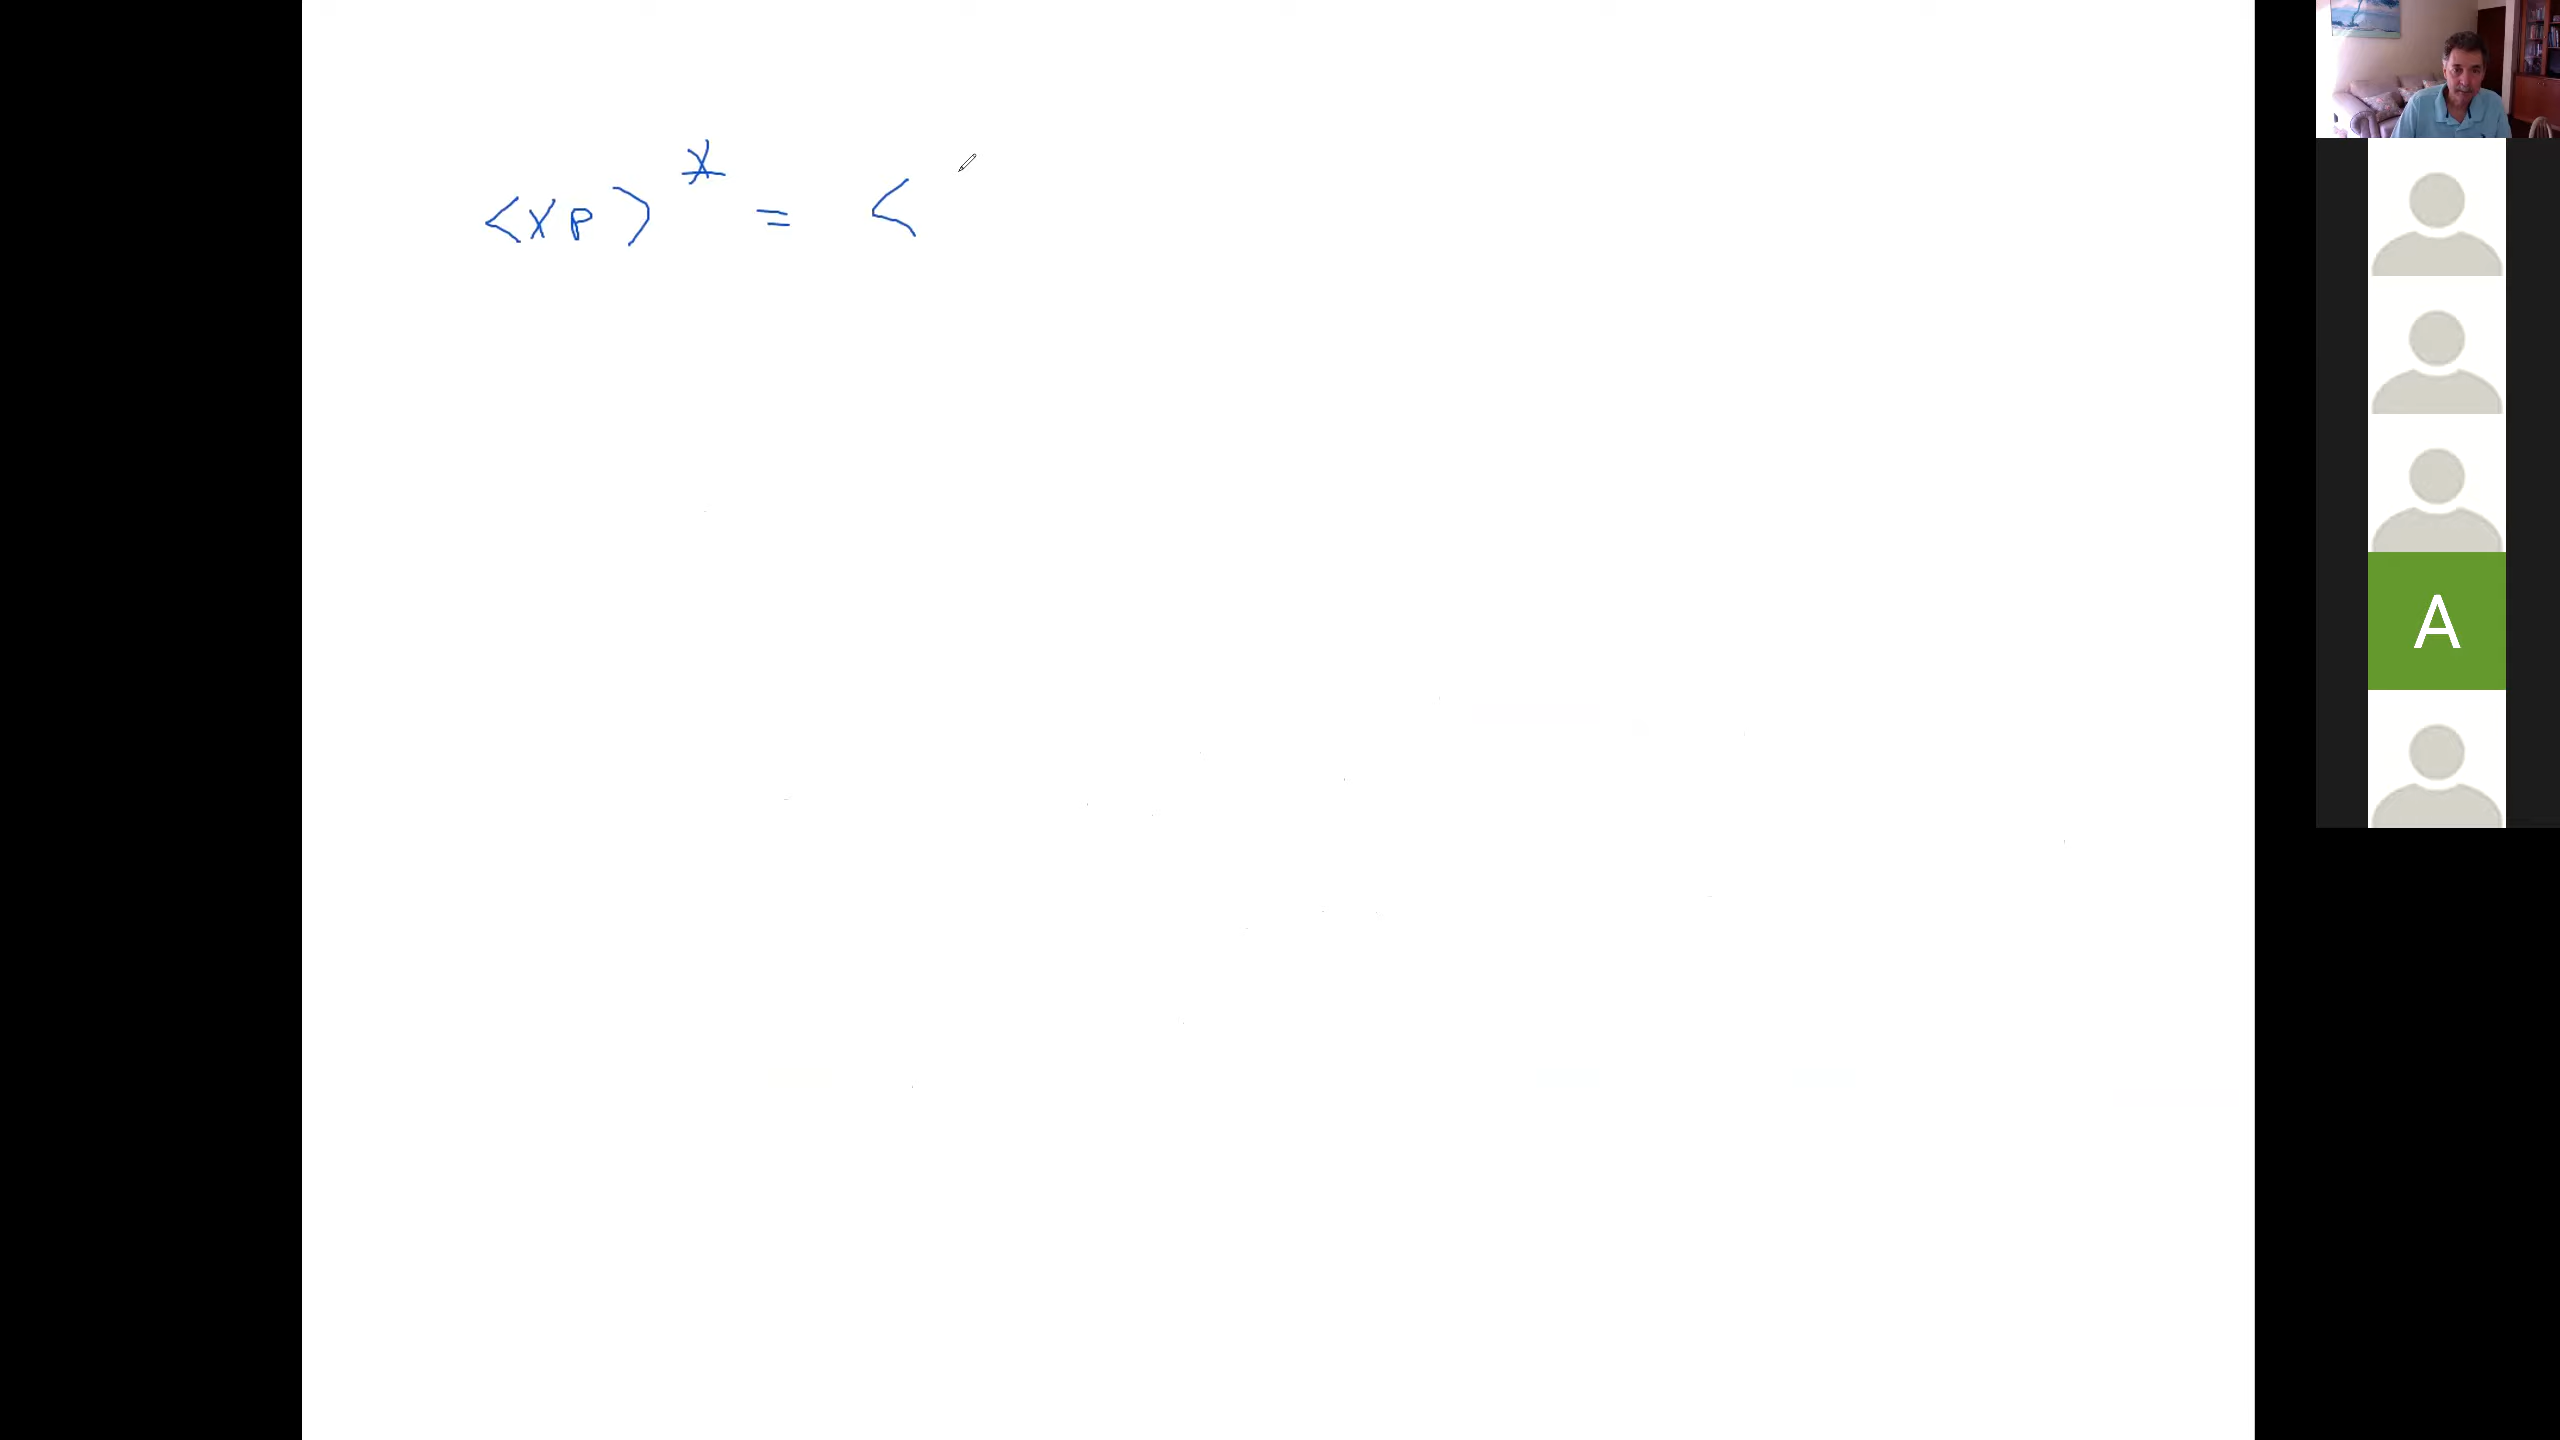 <xp>* = <
A